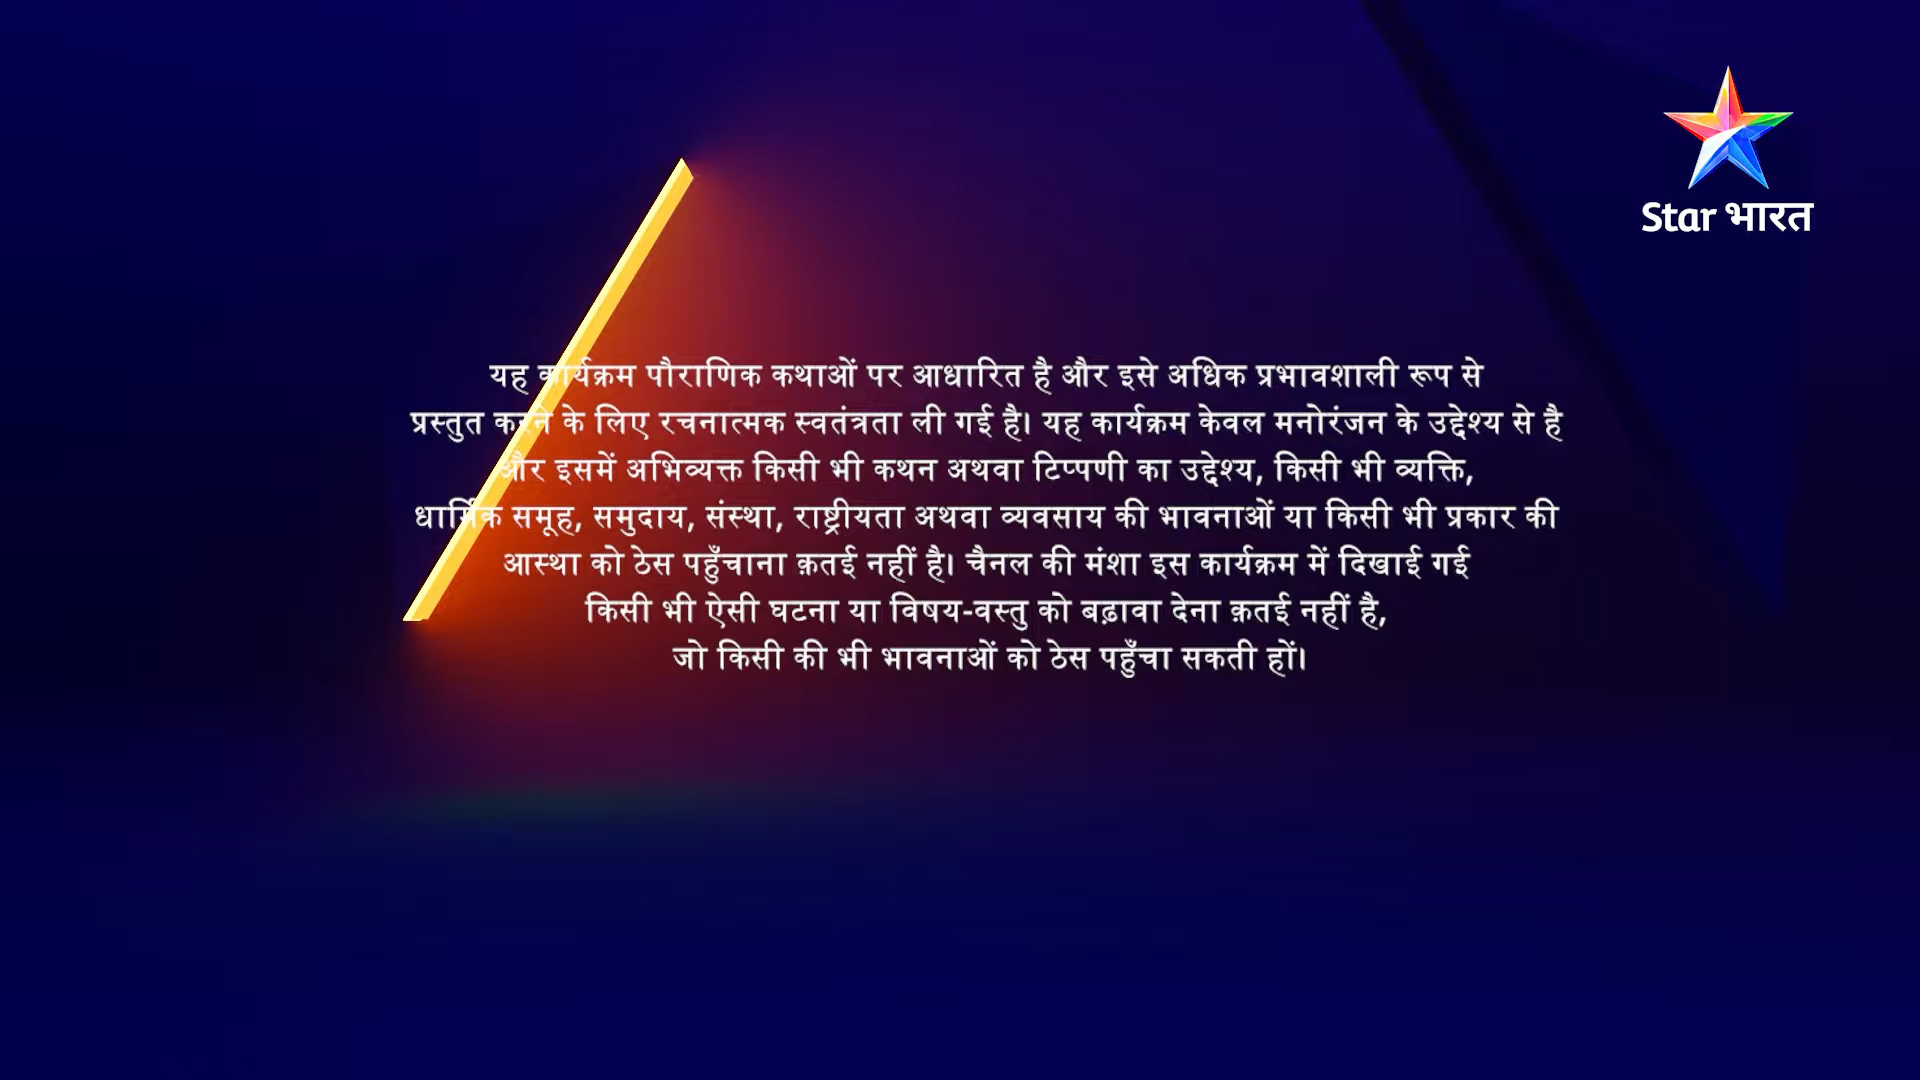 Star भारत
यह कार्यक्रम पौराणिक कथाओं पर आधारित है और इसे अधिक प्रभावशाली रूप से
प्रस्तुत करने के लिए रचनात्मक स्वतंत्रता ली गई है। यह कार्यक्रम केवल मनोरंजन के उद्देश्य से है
और इसमें अभिव्यक्त किसी भी कथन अथवा टिप्पणी का उद्देश्य, किसी भी व्यक्ति,
धार्मिक समूह, समुदाय, संस्था, राष्ट्रीयता अथवा व्यवसाय की भावनाओं या किसी भी प्रकार की
आस्था को ठेस पहुँचाना क़तई नहीं है। चैनल की मंशा इस कार्यक्रम में दिखाई गई
किसी भी ऐसी घटना या विषय-वस्तु को बढ़ावा देना क़तई नहीं है,
जो किसी की भी भावनाओं को ठेस पहुँचा सकती हों।